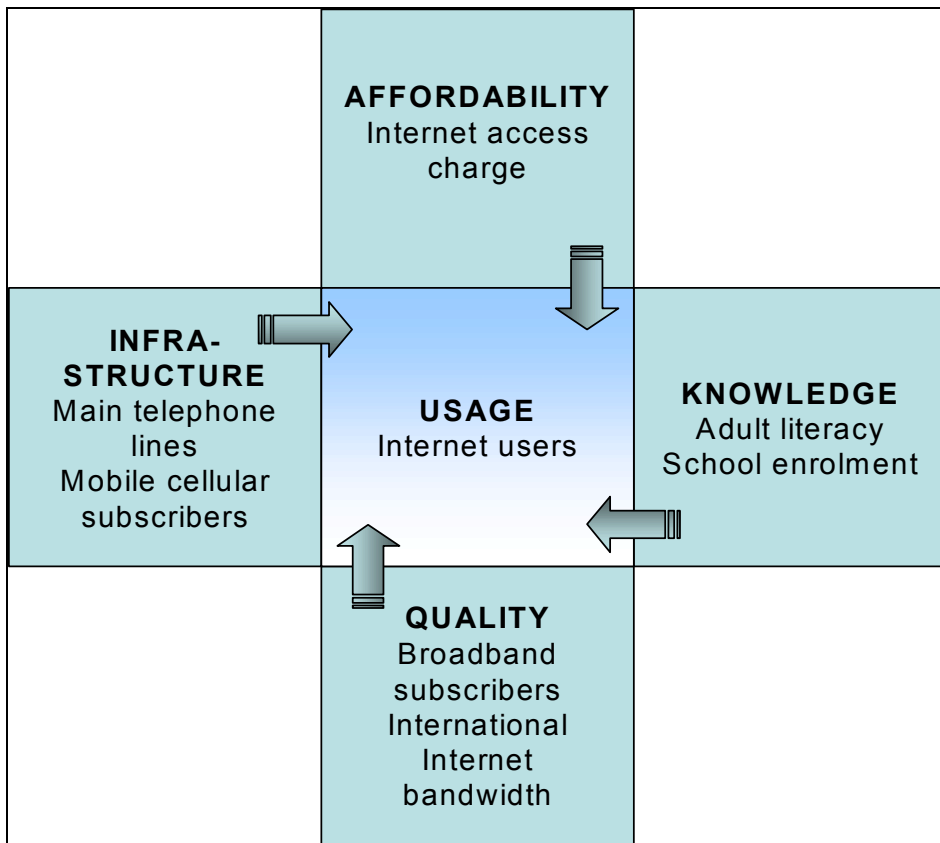 AFFORDABILITY
Internet access
charge
INFRA-
STRUCTURE
Main telephone
lines
Mobile cellular
subscribers
USAGE
Internet users
KNOWLEDGE
Adult literacy
School enrolment
QUALITY
Broadband
subscribers
International
Internet
bandwidth